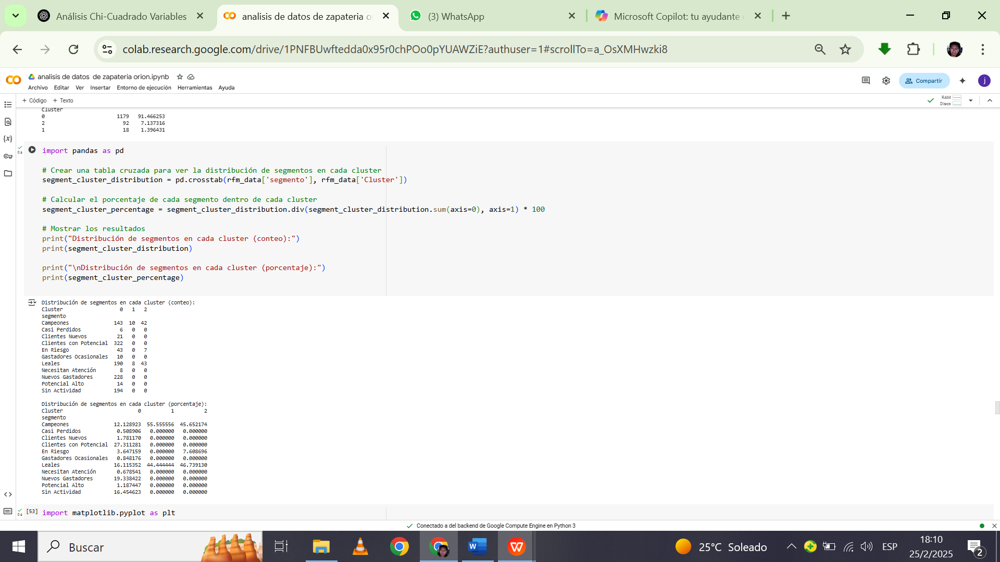 Análisis Chi-Cuadrado Variables
analisis de datos de zapateria o
(3) WhatsApp
Microsoft Copilot: tu ayudante
colab.research.google.com/drive/1PNFBUwftedda0x95r0chPOo0pYUAWZiE?authuser=1#scrollTo=a_OsXMHwzki8
analisis de datos de zapateria orion.ipynb
Archivo Editar Ver Insertar Entorno de ejecución Herramientas Ayuda
Compartir
j
+ Código + Texto
RAM
Disco
Cluster
0 1179 91.466253
2 92 7.137316
1 18 1.396431
0 s
import pandas as pd
# Crear una tabla cruzada para ver la distribución de segmentos en cada cluster
segment_cluster_distribution = pd.crosstab(rfm_data['segmento'], rfm_data['Cluster'])
# Calcular el porcentaje de cada segmento dentro de cada cluster
segment_cluster_percentage = segment_cluster_distribution.div(segment_cluster_distribution.sum(axis=0), axis=1) * 100
# Mostrar los resultados
print("Distribución de segmentos en cada cluster (conteo):")
print(segment_cluster_distribution)
print("\nDistribución de segmentos en cada cluster (porcentaje):")
print(segment_cluster_percentage)
Distribución de segmentos en cada cluster (conteo):
Cluster 0 1 2
segmento
Campeones 143 10 42
Casi Perdidos 6 0 0
Clientes Nuevos 21 0 0
Clientes con Potencial 322 0 0
En Riesgo 43 0 7
Gastadores Ocasionales 10 0 0
Leales 190 8 43
Necesitan Atención 8 0 0
Nuevos Gastadores 228 0 0
Potencial Alto 14 0 0
Sin Actividad 194 0 0
Distribución de segmentos en cada cluster (porcentaje):
Cluster 0 1 2
segmento
Campeones 12.128923 55.555556 45.652174
Casi Perdidos 0.508906 0.000000 0.000000
Clientes Nuevos 1.781170 0.000000 0.000000
Clientes con Potencial 27.311281 0.000000 0.000000
En Riesgo 3.647159 0.000000 7.608696
Gastadores Ocasionales 0.848176 0.000000 0.000000
Leales 16.115352 44.444444 46.739130
Necesitan Atención 0.678541 0.000000 0.000000
Nuevos Gastadores 19.338422 0.000000 0.000000
Potencial Alto 1.187447 0.000000 0.000000
Sin Actividad 16.454623 0.000000 0.000000
0 s
[53] import matplotlib.pyplot as plt
Conectado a del backend de Google Compute Engine en Python 3
Buscar
25°C Soleado
ESP
18:10
25/2/2025
2